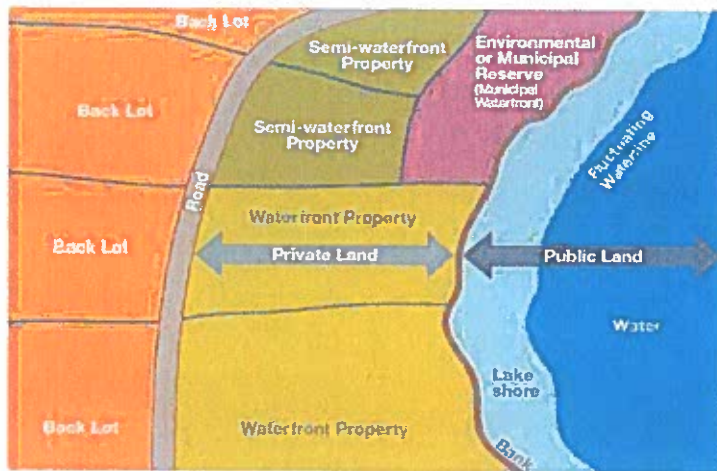 Back Lot
Semi-waterfront
Property
Environmental
or Municipal
Reserve
(Municipal
Waterfront)
Back Lot
Semi-waterfront
Property
Fluctuating
Waterline
Road
Waterfront Property
Back Lot
Private Land
Public Land
Water
Lake
shore
Back Lot
Waterfront Property
Bank